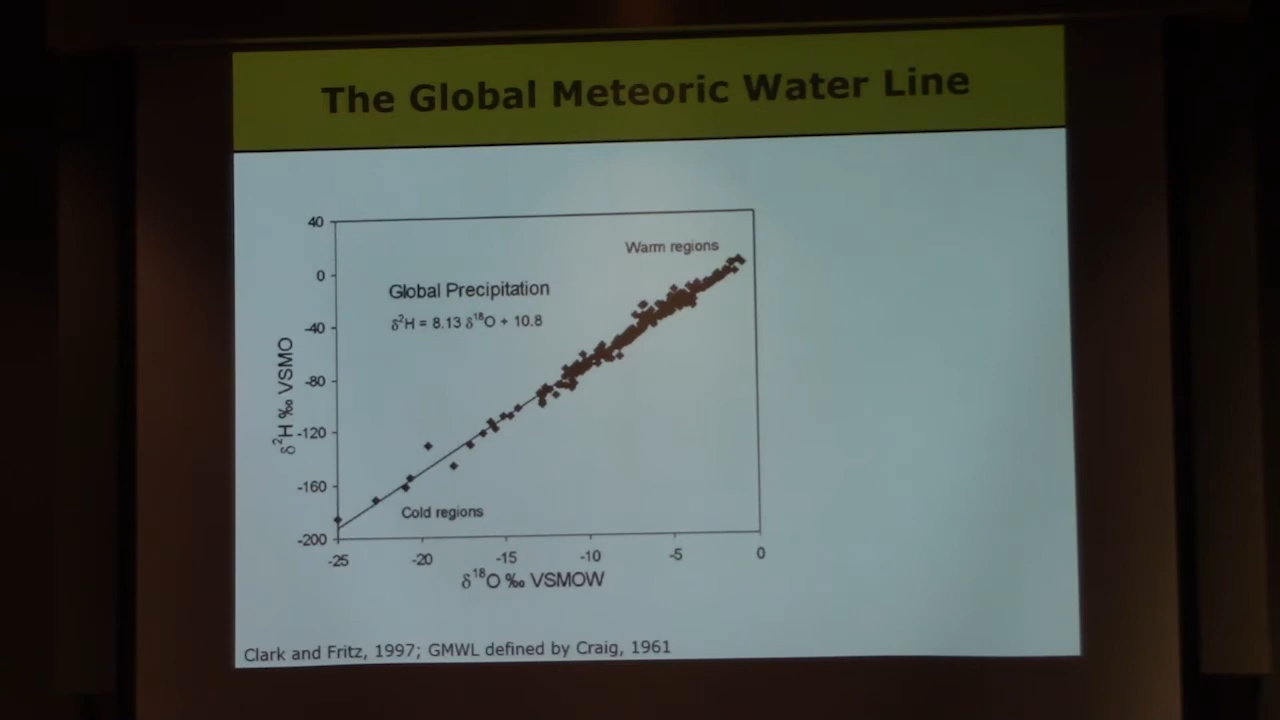 The Global Meteoric Water Line
40
Warm regions
0
Global Precipitation
-40
δ²H = 8.13 δ¹⁸O + 10.8
-80
-120
-160
-200
Cold regions
δ²H ‰ VSMO
-25 -20 -15 -10 -5 0
δ¹⁸O ‰ VSMOW
Clark and Fritz, 1997; GMWL defined by Craig, 1961